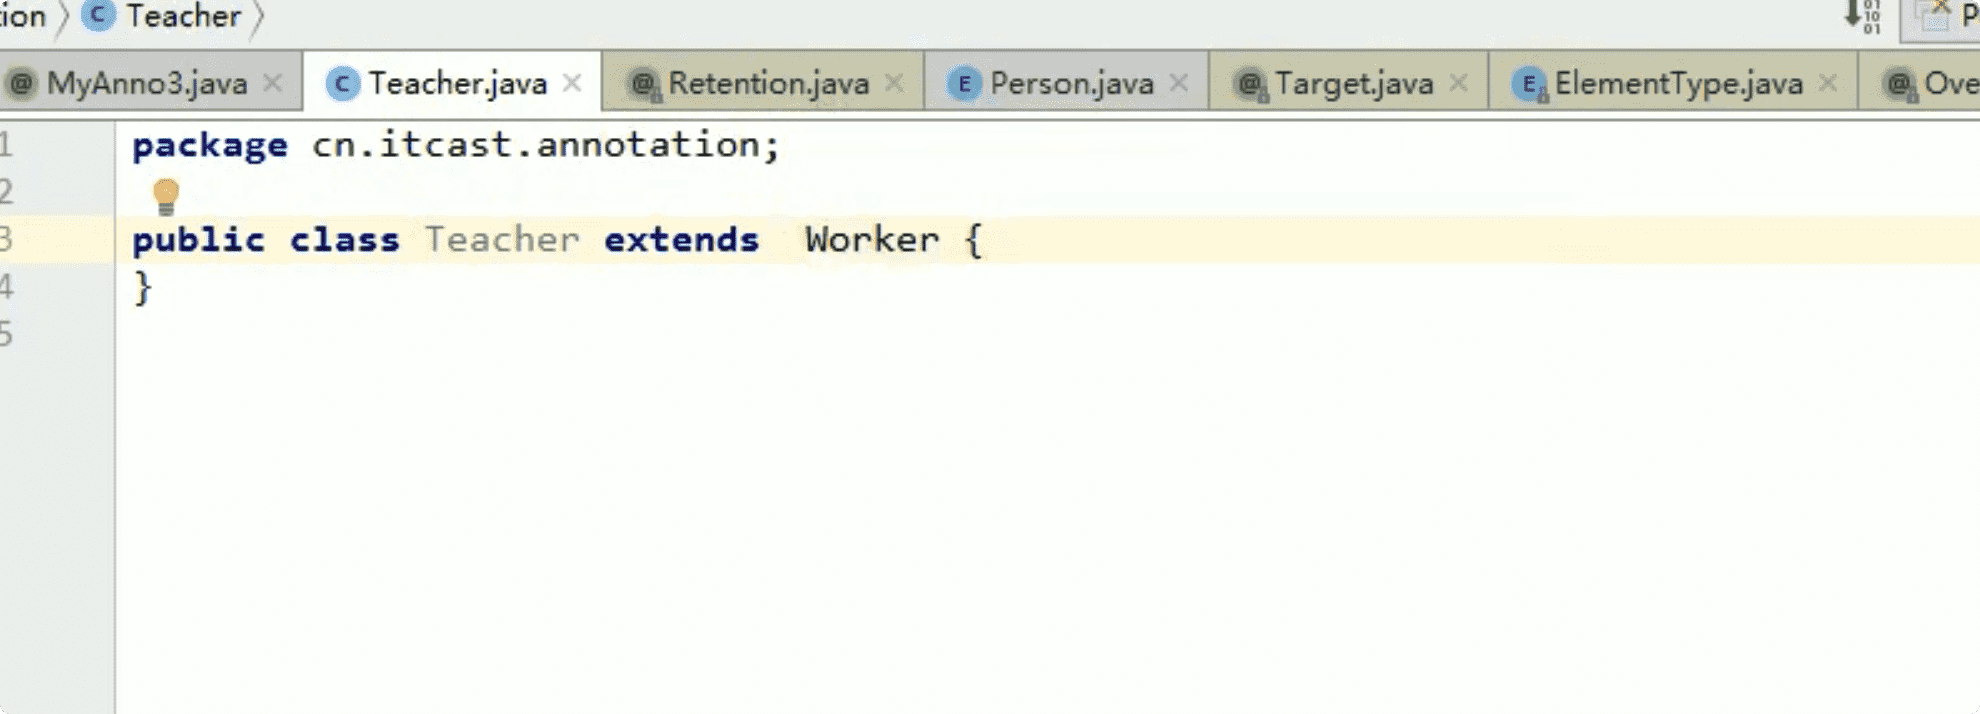 ion Teacher
MyAnno3.java Teacher.java Retention.java Person.java Target.java ElementType.java Ove
1 package cn.itcast.annotation;
2
3 public class Teacher extends  Worker {
4 }
5